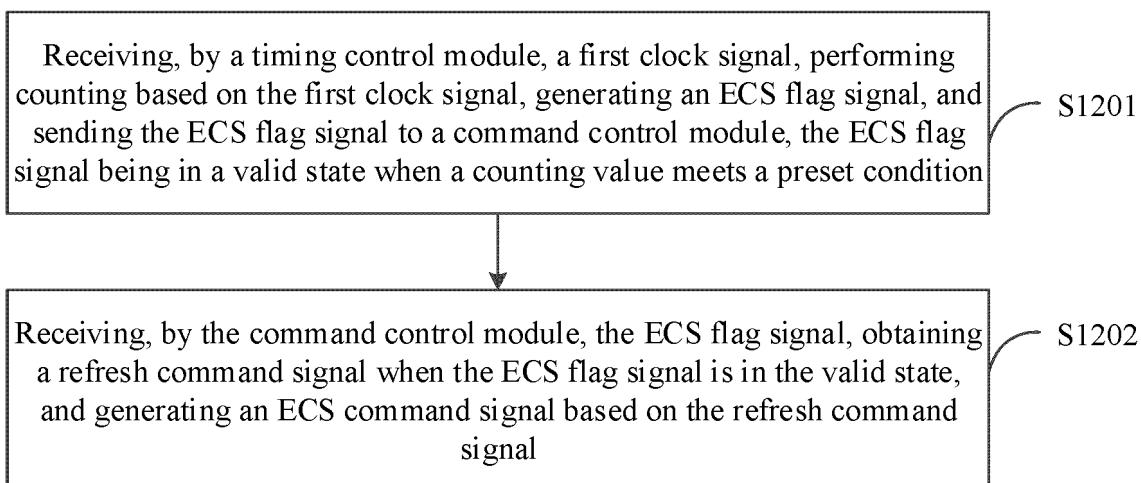 Receiving, by a timing control module, a first clock signal, performing
counting based on the first clock signal, generating an ECS flag signal, and
sending the ECS flag signal to a command control module, the ECS flag
signal being in a valid state when a counting value meets a preset condition
S1201
Receiving, by the command control module, the ECS flag signal, obtaining
a refresh command signal when the ECS flag signal is in the valid state,
and generating an ECS command signal based on the refresh command
signal
S1202